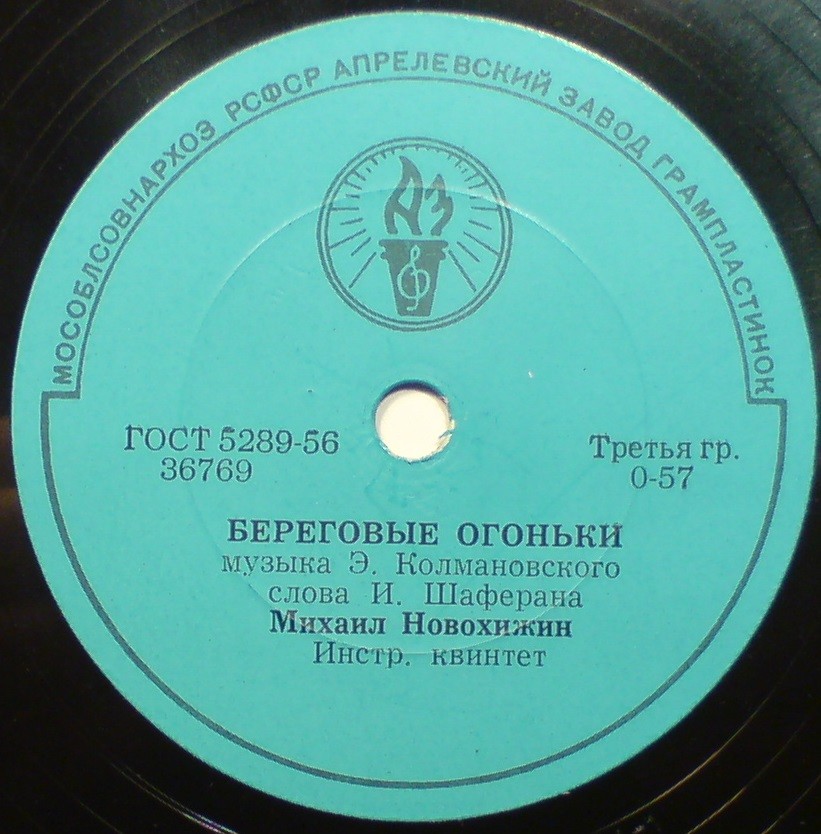 МОСОБЛСОВНАРХОЗ РСФСР АПРЕЛЕВСКИЙ ЗАВОД ГРАМПЛАСТИНОК
АЗ
ГОСТ 5289-56
36769
Третья гр.
0-57
БЕРЕГОВЫЕ ОГОНЬКИ
музыка Э. Колмановского
слова И. Шаферана
Михаил Новохижин
Инстр. квинтет